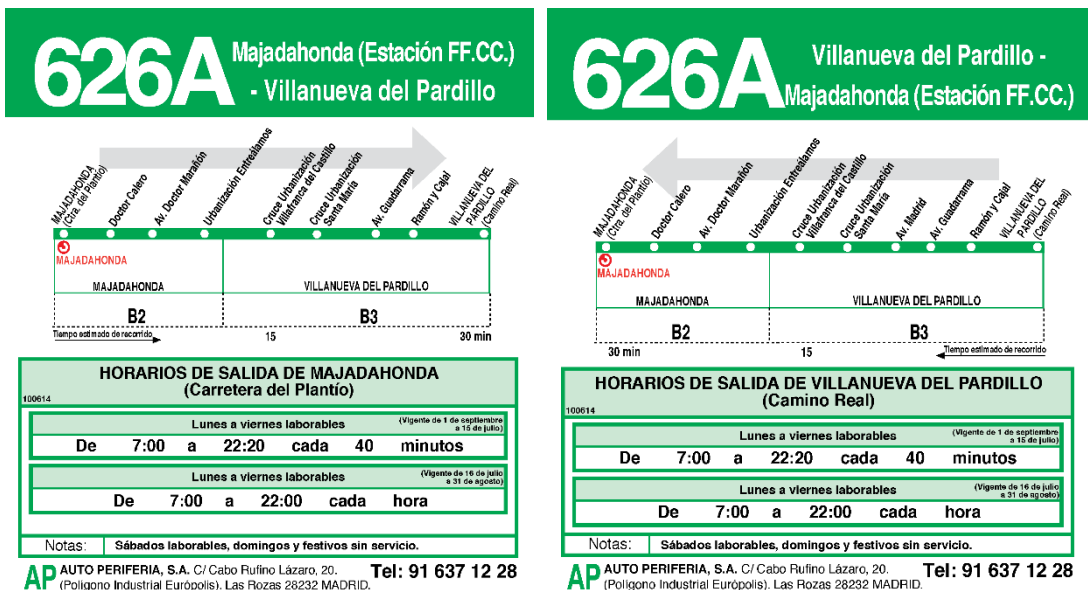 626A
Majadahonda (Estación FF.CC.)
- Villanueva del Pardillo
MAJADAHONDA
(Ctra. del Plantío)
Doctor Calero
Av. Doctor Marañón
Urbanización Entreálamos
Cruce Urbanización
Villafranca del Castillo
Cruce Urbanización
Santa María
Av. Guadarrama
Ramón y Cajal
VILLANUEVA DEL
PARDILLO
(Camino Real)
MAJADAHONDA
MAJADAHONDA
VILLANUEVA DEL PARDILLO
B2
B3
Tiempo estimado de recorrido
15
30 min
HORARIOS DE SALIDA DE MAJADAHONDA
(Carretera del Plantío)
100614
Lunes a viernes laborables
(Vigente de 1 de septiembre
a 15 de julio)
De 7:00 a 22:20 cada 40 minutos
Lunes a viernes laborables
(Vigente de 16 de julio
a 31 de agosto)
De 7:00 a 22:00 cada hora
Notas:
Sábados laborables, domingos y festivos sin servicio.
AP
AUTO PERIFERIA, S.A. C/ Cabo Rufino Lázaro, 20.
(Poligono Industrial Európolis). Las Rozas 28232 MADRID.
Tel: 91 637 12 28
626A
Villanueva del Pardillo -
Majadahonda (Estación FF.CC.)
MAJADAHONDA
(Ctra. del Plantío)
Doctor Calero
Av. Doctor Marañón
Urbanización Entreálamos
Cruce Urbanización
Villafranca del Castillo
Cruce Urbanización
Santa María
Av. Madrid
Av. Guadarrama
Ramón y Cajal
VILLANUEVA DEL
PARDILLO
(Camino Real)
MAJADAHONDA
MAJADAHONDA
VILLANUEVA DEL PARDILLO
B2
B3
30 min
15
Tiempo estimado de recorrido
HORARIOS DE SALIDA DE VILLANUEVA DEL PARDILLO
(Camino Real)
100614
Lunes a viernes laborables
(Vigente de 1 de septiembre
a 15 de julio)
De 7:00 a 22:20 cada 40 minutos
Lunes a viernes laborables
(Vigente de 16 de julio
a 31 de agosto)
De 7:00 a 22:00 cada hora
Notas:
Sábados laborables, domingos y festivos sin servicio.
AP
AUTO PERIFERIA, S.A. C/ Cabo Rufino Lázaro, 20.
(Poligono Industrial Európolis). Las Rozas 28232 MADRID.
Tel: 91 637 12 28